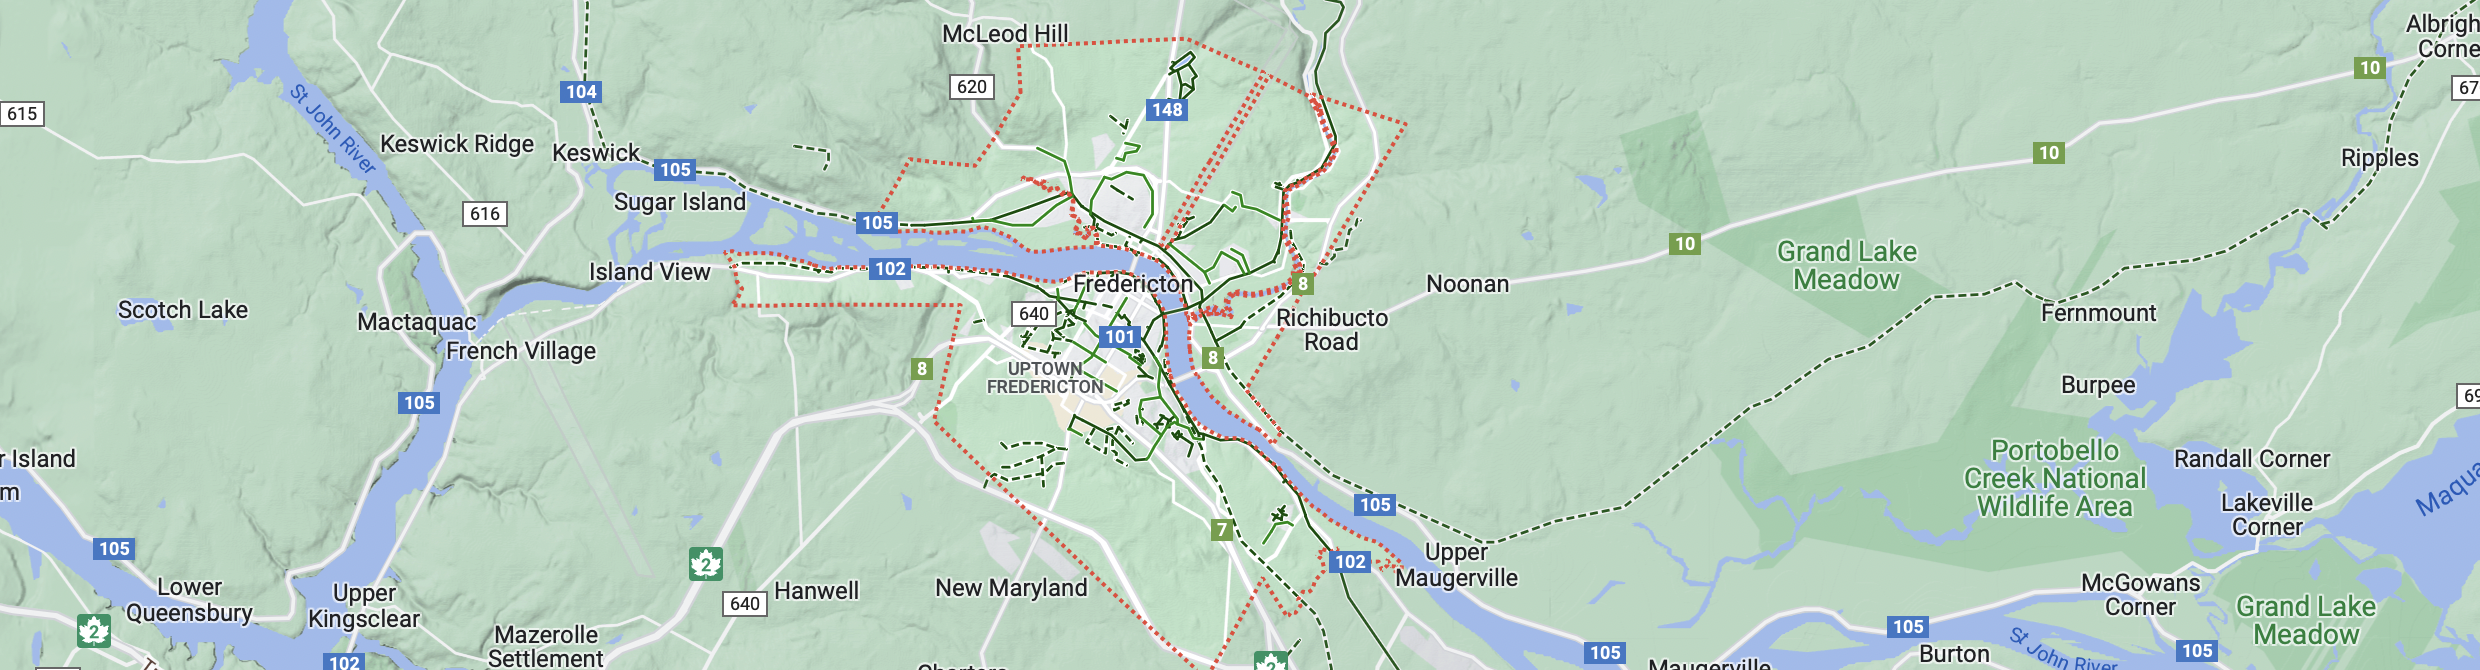 McLeod Hill
Albrigh
Corne
10
620
104
67
615
148
St John River
Keswick Ridge
Keswick
10
Ripples
105
Sugar Island
616
105
10
Grand Lake
Meadow
Island View
102
Fredericton
8
Noonan
Scotch Lake
Mactaquac
640
Richibucto
Road
Fernmount
101
French Village
8
8
UPTOWN
FREDERICTON
Burpee
105
r Island
m
Portobello
Creek National
Wildlife Area
Randall Corner
69
Lakeville
Corner
Maqua
105
105
7
2
102
Upper
Maugerville
Lower
Queensbury
Upper
Kingsclear
640
Hanwell
New Maryland
McGowans
Corner
Grand Lake
Meadow
2
Mazerolle
Settlement
105
St John River
102
2
105
Burton
105
Maugerville